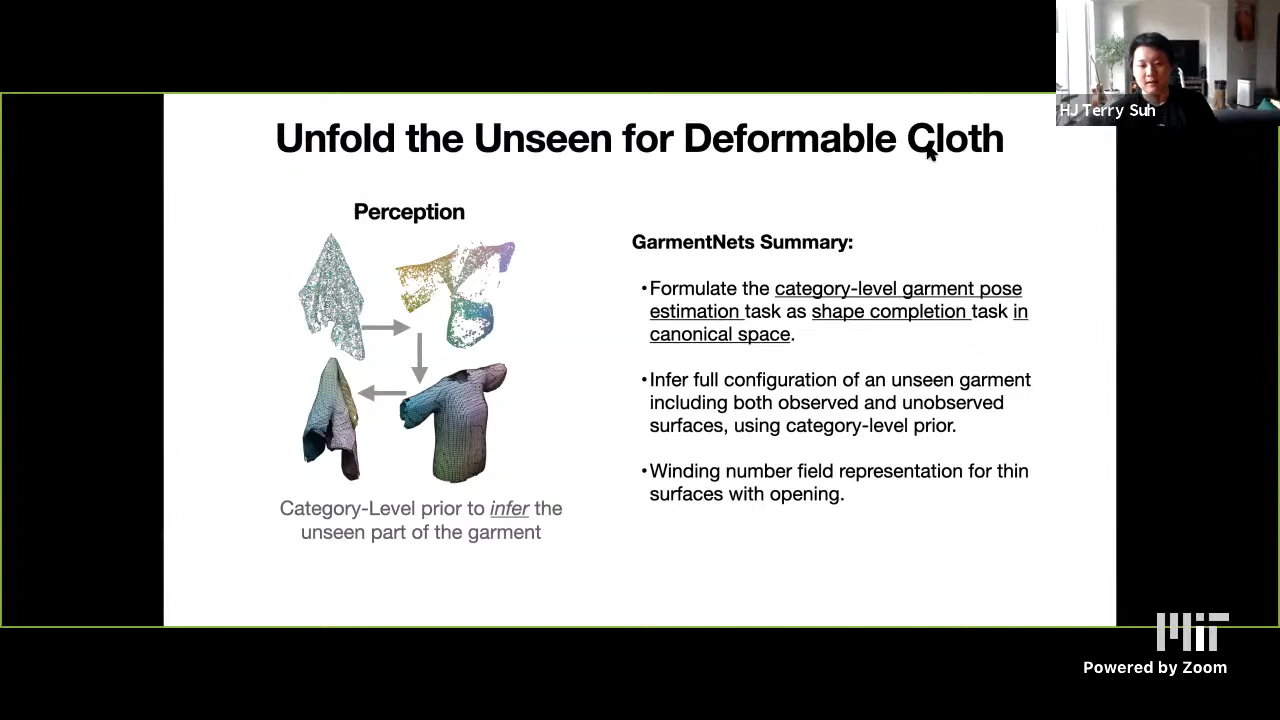 HJ Terry Suh
Unfold the Unseen for Deformable Cloth
Perception
Category-Level prior to infer the
unseen part of the garment
GarmentNets Summary:
•Formulate the category-level garment pose
estimation task as shape completion task in
canonical space.
•Infer full configuration of an unseen garment
including both observed and unobserved
surfaces, using category-level prior.
•Winding number field representation for thin
surfaces with opening.
MIT
Powered by Zoom